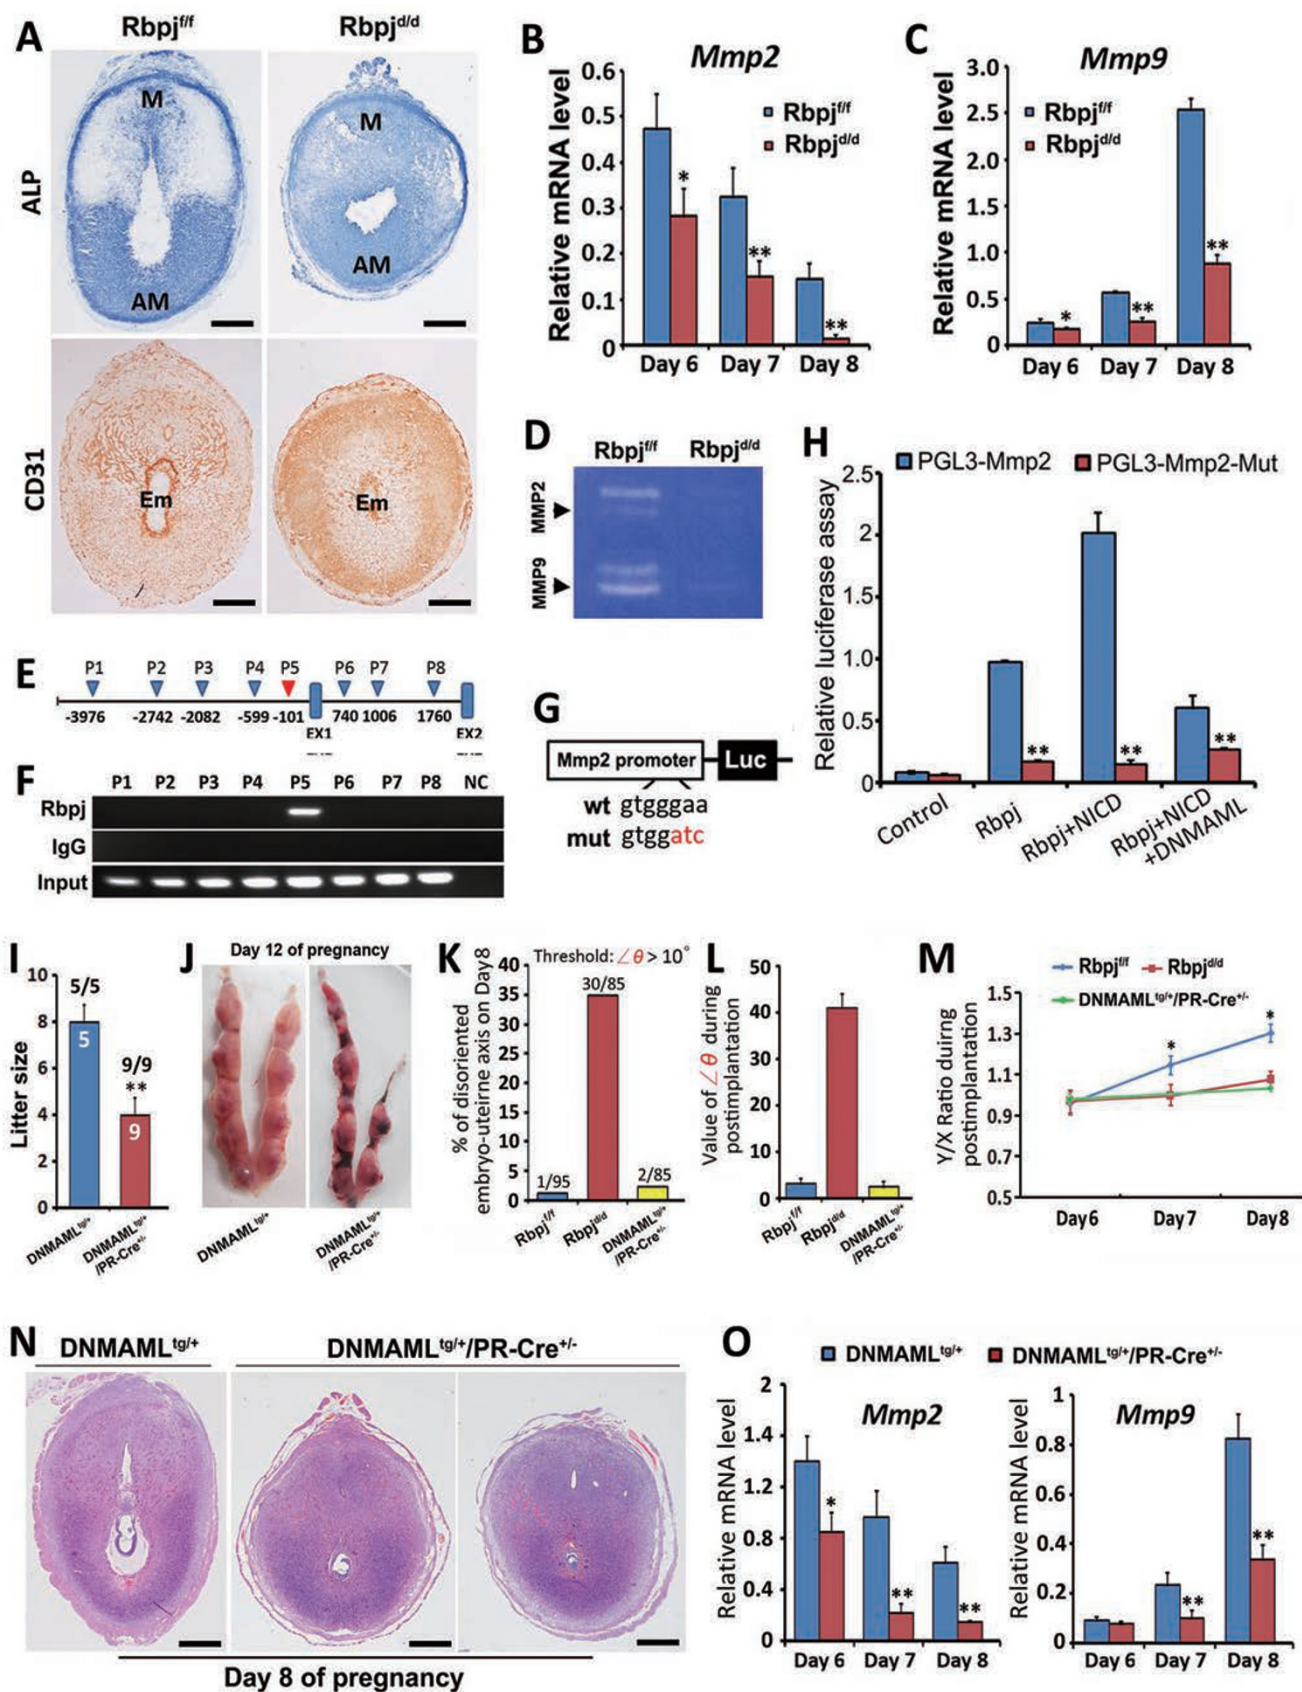 A
Rbpjf/f
Rbpjd/d
ALP
M
AM
M
AM
CD31
Em
Em
B
Mmp2
Relative mRNA level
0.6
0.5
0.4
0.3
0.2
0.1
0
Rbpjf/f
Rbpjd/d
*
**
**
Day 6
Day 7
Day 8
C
Mmp9
Relative mRNA level
3.0
2.5
2.0
1.5
1.0
0.5
0
Rbpjf/f
Rbpjd/d
*
**
**
Day 6
Day 7
Day 8
D
Rbpjf/f
Rbpjd/d
MMP2
MMP9
E
P1 P2 P3 P4 P5 P6 P7 P8
-3976 -2742 -2082 -599 -101 740 1006 1760
EX1 EX2
F
P1 P2 P3 P4 P5 P6 P7 P8 NC
Rbpj
IgG
Input
G
Mmp2 promoter
Luc
wt gtgggaa
mut gtggatc
H
PGL3-Mmp2
PGL3-Mmp2-Mut
Relative luciferase assay
2.5
2
1.5
1.0
0.5
0
**
**
**
Control
Rbpj
Rbpj+NICD
Rbpj+NICD
+DNMAML
I
Litter size
10
8
6
4
2
0
5/5
5
9/9
**
9
DNMAMLtg/+
DNMAMLtg/+
/PR-Cre+/-
J
Day 12 of pregnancy
DNMAMLtg/+
DNMAMLtg/+
/PR-Cre+/-
K
Threshold: ∠θ > 10°
% of disoriented
embryo-uteirne axis on Day8
40
35
30
25
20
15
10
5
0
1/95
30/85
2/85
Rbpjf/f
Rbpjd/d
DNMAMLtg/+
/PR-Cre+/-
L
Value of ∠θ during
postimplantation
50
40
30
20
10
0
Rbpjf/f
Rbpjd/d
DNMAMLtg/+
/PR-Cre+/-
M
Rbpjf/f
Rbpjd/d
DNMAMLtg/+/PR-Cre+/-
Y/X Ratio duirng
postimplantation
1.5
1.3
1.1
0.9
0.7
0.5
*
*
Day6
Day7
Day8
N
DNMAMLtg/+
DNMAMLtg/+/PR-Cre+/-
Day 8 of pregnancy
O
DNMAMLtg/+
DNMAMLtg/+/PR-Cre+/-
Mmp2
Relative mRNA level
2
1.4
1.2
0.8
0.4
0
*
**
**
Day 6
Day 7
Day 8
Mmp9
Relative mRNA level
1
0.8
0.6
0.4
0.2
0
**
**
Day 6
Day 7
Day 8